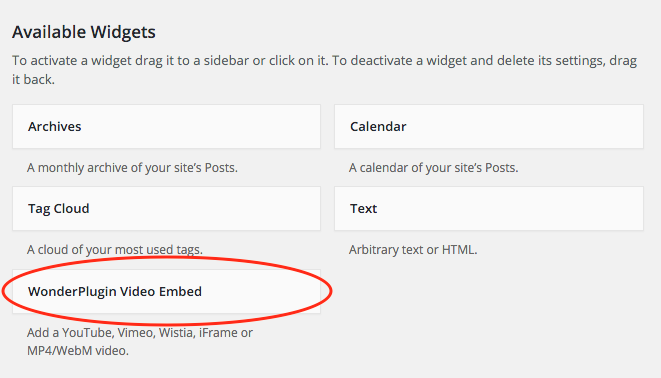 Available Widgets
To activate a widget drag it to a sidebar or click on it. To deactivate a widget and delete its settings, drag
it back.
Archives
Calendar
A monthly archive of your site’s Posts.
A calendar of your site’s Posts.
Tag Cloud
Text
A cloud of your most used tags.
Arbitrary text or HTML.
WonderPlugin Video Embed
Add a YouTube, Vimeo, Wistia, iFrame or
MP4/WebM video.